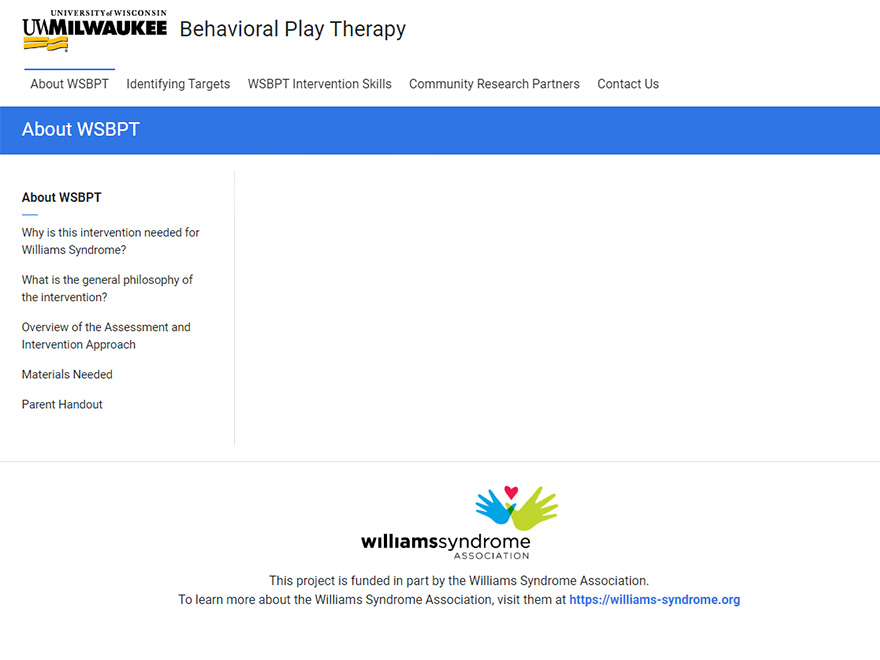 UNIVERSITY of WISCONSIN
UWMILWAUKEE
Behavioral Play Therapy
About WSBPT
Identifying Targets
WSBPT Intervention Skills
Community Research Partners
Contact Us
About WSBPT
About WSBPT
Why is this intervention needed for
Williams Syndrome?
What is the general philosophy of
the intervention?
Overview of the Assessment and
Intervention Approach
Materials Needed
Parent Handout
williamssyndrome
ASSOCIATION
This project is funded in part by the Williams Syndrome Association.
To learn more about the Williams Syndrome Association, visit them at https://williams-syndrome.org